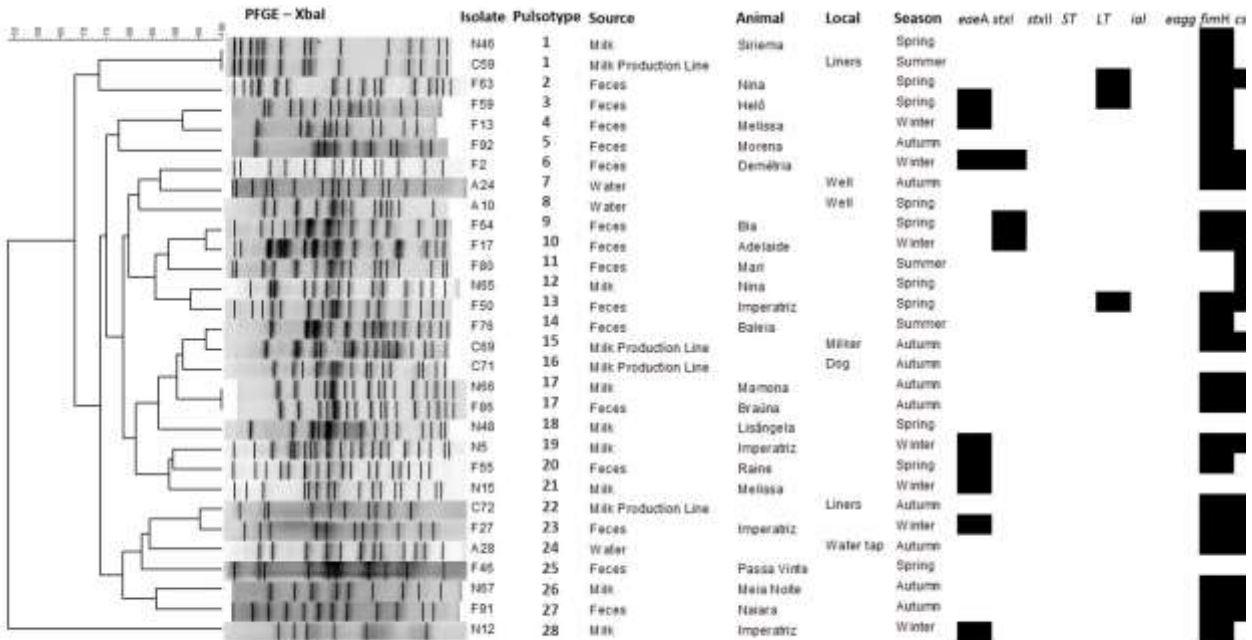 PFGE – XbaI Isolate Pulsotype Source Animal Local Season eaeA stxI stxII ST LT ial eagg fimH cs
N46 1 Milk Siriema Spring
C59 1 Milk Production Line Liners Summer
F63 2 Feces Nina Spring
F59 3 Feces Helô Spring
F13 4 Feces Melissa Winter
F92 5 Feces Morena Autumn
F2 6 Feces Demétria Winter
A24 7 Water Well Autumn
A10 8 Water Well Spring
F64 9 Feces Bia Spring
F17 10 Feces Adelaide Winter
F80 11 Feces Mari Summer
N65 12 Milk Nina Spring
F50 13 Feces Imperatriz Spring
F76 14 Feces Baleia Summer
C69 15 Milk Production Line Milker Autumn
C71 16 Milk Production Line Dog Autumn
N66 17 Milk Mamona Autumn
F86 17 Feces Braúna Autumn
N48 18 Milk Lisângela Spring
N5 19 Milk Imperatriz Winter
F55 20 Feces Spring
N15 21 Milk Melissa Winter
C72 22 Milk Production Line Liners Autumn
F27 23 Feces Imperatriz Winter
A28 24 Water Water tap Autumn
F46 25 Feces Passa Vinte Spring
N67 26 Milk Meia Noite Autumn
F91 27 Feces Naiara Autumn
N12 28 Milk Imperatriz Winter